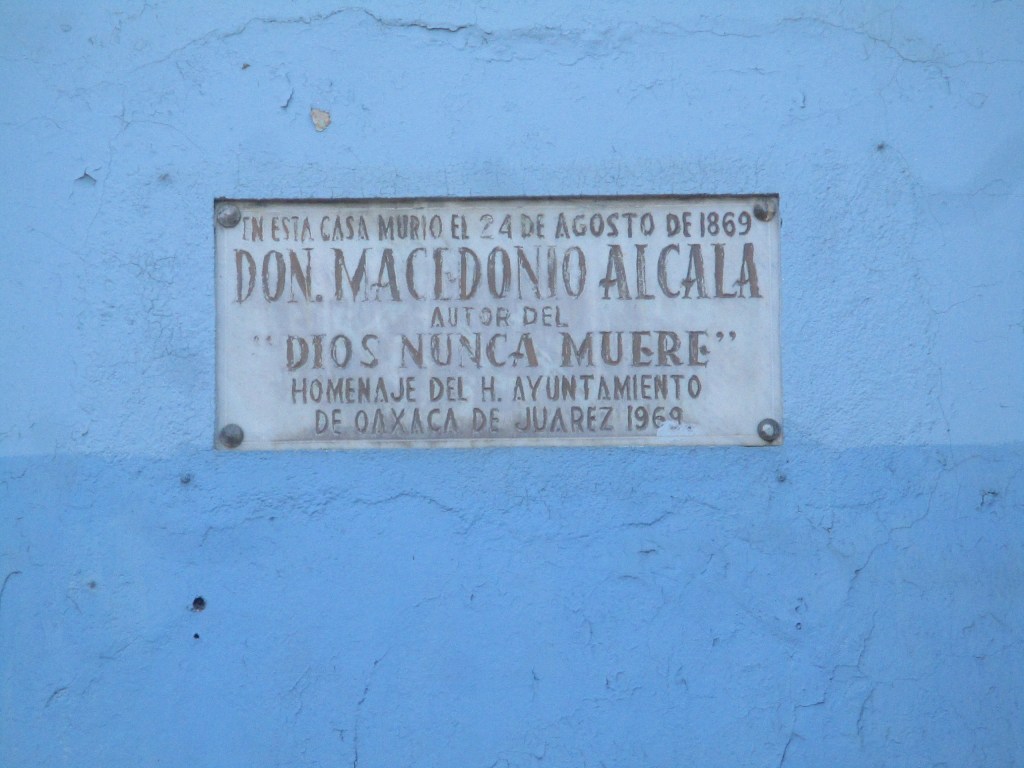 EN ESTA CASA MURIO EL 24 DE AGOSTO DE 1869
DON. MACEDONIO ALCALA
AUTOR DEL
"DIOS NUNCA MUERE"
HOMENAJE DEL H. AYUNTAMIENTO
DE OAXACA DE JUAREZ 1969